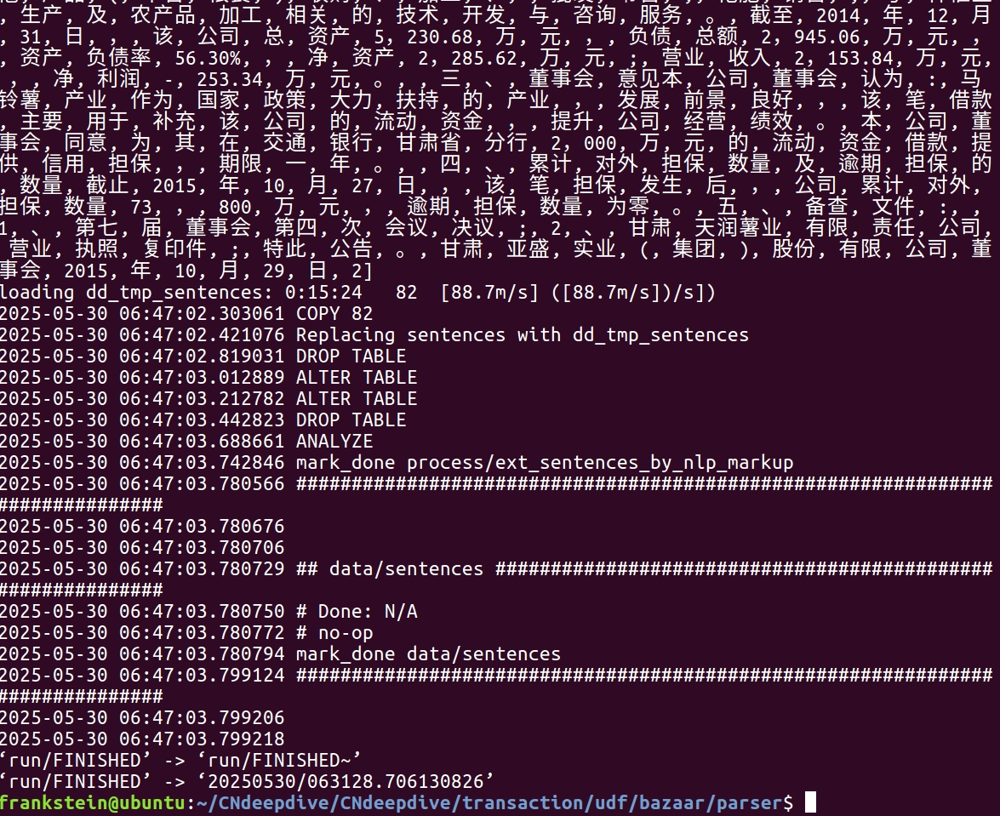 , 生产, 及, 农产品, 加工, 相关, 的, 技术, 开发, 与, 咨询, 服务, 。, 截至, 2014, 年, 12, 月
, 31, 日, ,, 该, 公司, 总, 资产, 5, 230.68, 万, 元, ,, 负债, 总额, 2, 945.06, 万, 元, ,
, 资产, 负债率, 56.30%, ,, 净, 资产, 2, 285.62, 万, 元, ;, 营业, 收入, 2, 153.84, 万, 元,
, ,, 净, 利润, -, 253.34, 万, 元, 。, , 三, 、, 董事会, 意见本, 公司, 董事会, 认为, :, 马
铃薯, 产业, 作为, 国家, 政策, 大力, 扶持, 的, 产业, ,, 发展, 前景, 良好, ,, 该, 笔, 借款
, 主要, 用于, 补充, 该, 公司, 的, 流动, 资金, ,, 提升, 公司, 经营, 绩效, 。, 本, 公司, 董
事会, 同意, 为, 其, 在, 交通, 银行, 甘肃省, 分行, 2, 000, 万, 元, 的, 流动, 资金, 借款, 提
供, 信用, 担保, ,, 期限, 一, 年, 。, , 四, 、, 累计, 对外, 担保, 数量, 及, 逾期, 担保, 的
, 数量, 截止, 2015, 年, 10, 月, 27, 日, ,, 该, 笔, 担保, 发生, 后, ,, 公司, 累计, 对外,
担保, 数量, 73, ,, 800, 万, 元, ,, 逾期, 担保, 数量, 为零, 。, 五, 、, 备查, 文件, :, ,
1, 、, 第七, 届, 董事会, 第四, 次, 会议, 决议, ;, 2, 、, 甘肃, 天润薯业, 有限, 责任, 公司,
营业, 执照, 复印件, ;, 特此, 公告, 。, 甘肃, 亚盛, 实业, (, 集团, ), 股份, 有限, 公司, 董
事会, 2015, 年, 10, 月, 29, 日, 2]
loading dd_tmp_sentences: 0:15:24   82  [88.7m/s] ([88.7m/s])/s])
2025-05-30 06:47:02.303061 COPY 82
2025-05-30 06:47:02.421076 Replacing sentences with dd_tmp_sentences
2025-05-30 06:47:02.819031 DROP TABLE
2025-05-30 06:47:03.012889 ALTER TABLE
2025-05-30 06:47:03.212782 ALTER TABLE
2025-05-30 06:47:03.442823 DROP TABLE
2025-05-30 06:47:03.688661 ANALYZE
2025-05-30 06:47:03.742846 mark_done process/ext_sentences_by_nlp_markup
2025-05-30 06:47:03.780566 ###############################################################
###############
2025-05-30 06:47:03.780676
2025-05-30 06:47:03.780706
2025-05-30 06:47:03.780729 ## data/sentences #############################################
###############
2025-05-30 06:47:03.780750 # Done: N/A
2025-05-30 06:47:03.780772 # no-op
2025-05-30 06:47:03.780794 mark_done data/sentences
2025-05-30 06:47:03.799124 ###############################################################
###############
2025-05-30 06:47:03.799206
2025-05-30 06:47:03.799218
‘run/FINISHED’ -> ‘run/FINISHED~’
‘run/FINISHED’ -> ‘20250530/063128.706130826’
frankstein@ubuntu:~/CNdeepdive/CNdeepdive/transaction/udf/bazaar/parser$